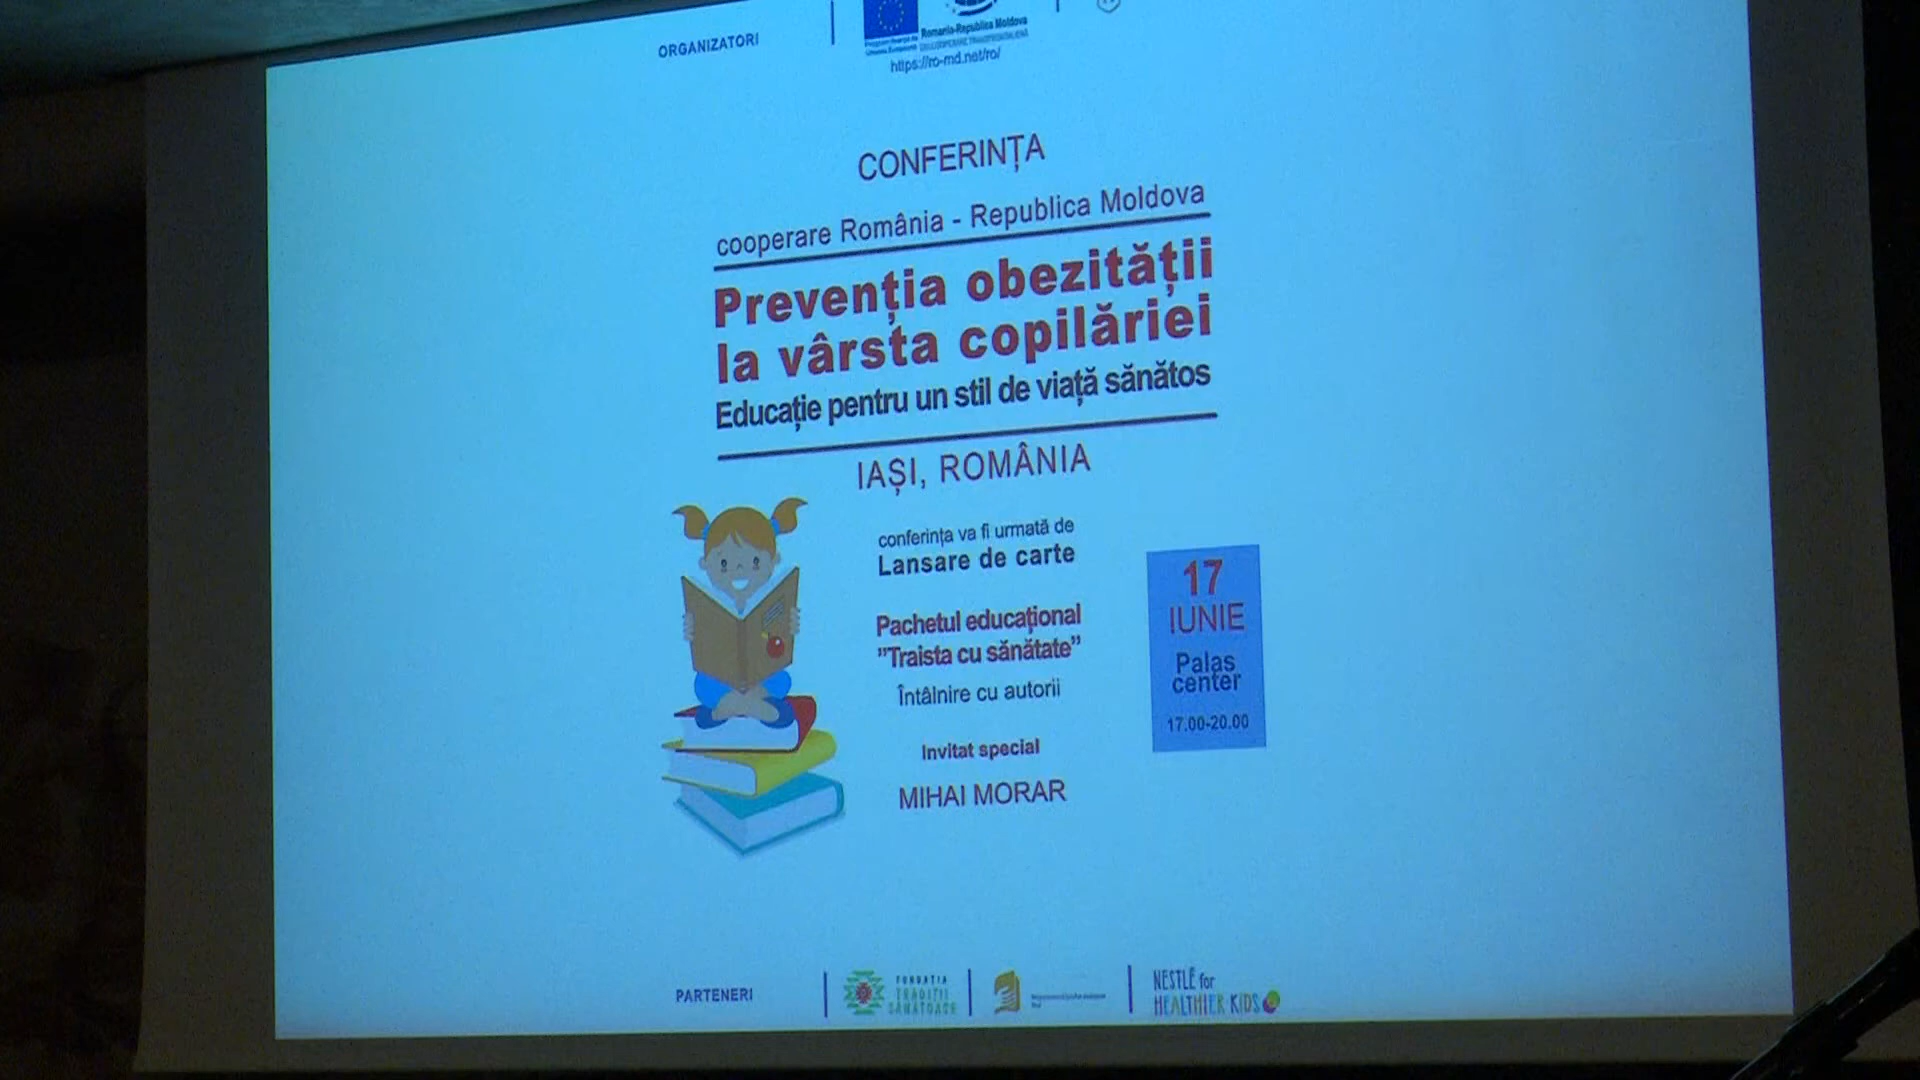 ORGANIZATORI
Romania-Republica Moldova
https://ro-md.net/ro/
CONFERINȚA
cooperare România - Republica Moldova
Prevenția obezității
la vârsta copilăriei
Educație pentru un stil de viață sănătos
IAȘI, ROMÂNIA
conferința va fi urmată de
Lansare de carte
Pachetul educațional
"Traista cu sănătate"
Întâlnire cu autorii
Invitat special
MIHAI MORAR
17
IUNIE
Palas
center
17.00-20.00
PARTENERI
FUNDAȚIA
TRADIȚII
SĂNĂTOASE
NESTLÉ for
HEALTHIER KIDS